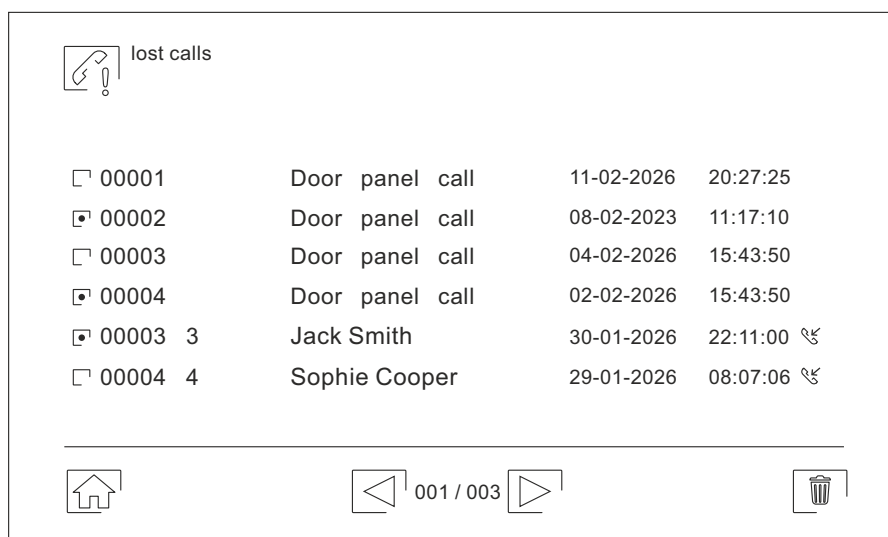 lost calls
00001 Door panel call 11-02-2026 20:27:25
00002 Door panel call 08-02-2023 11:17:10
00003 Door panel call 04-02-2026 15:43:50
00004 Door panel call 02-02-2026 15:43:50
00003 3 Jack Smith 30-01-2026 22:11:00
00004 4 Sophie Cooper 29-01-2026 08:07:06
001 / 003